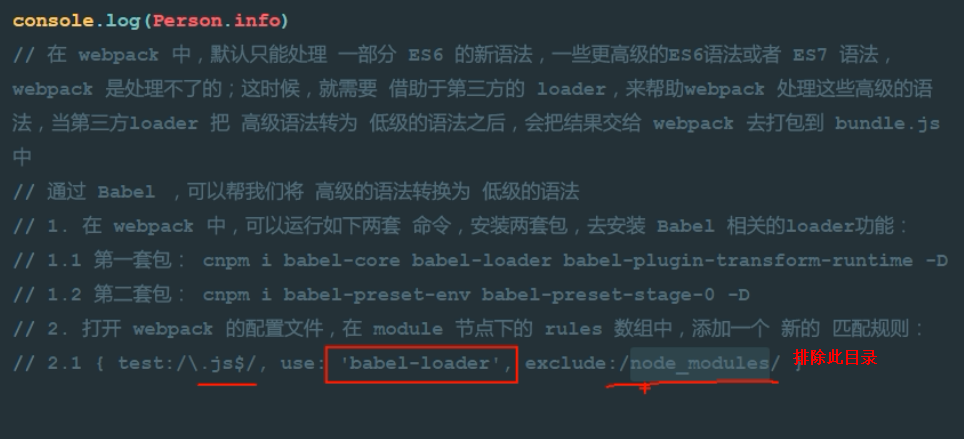 console.log(Person.info)
// 在 webpack 中，默认只能处理 一部分 ES6 的新语法，一些更高级的ES6语法或者 ES7 语法，
webpack 是处理不了的；这时候，就需要 借助于第三方的 loader，来帮助webpack 处理这些高级的语
法，当第三方loader 把 高级语法转为 低级的语法之后，会把结果交给 webpack 去打包到 bundle.js
中
// 通过 Babel ，可以帮我们将 高级的语法转换为 低级的语法
// 1. 在 webpack 中，可以运行如下两套 命令，安装两套包，去安装 Babel 相关的loader功能：
// 1.1 第一套包： cnpm i babel-core babel-loader babel-plugin-transform-runtime -D
// 1.2 第二套包： cnpm i babel-preset-env babel-preset-stage-0 -D
// 2. 打开 webpack 的配置文件，在 module 节点下的 rules 数组中，添加一个 新的 匹配规则：
// 2.1 { test:/\.js$/, use: 'babel-loader', exclude:/node_modules/ } 排除此目录